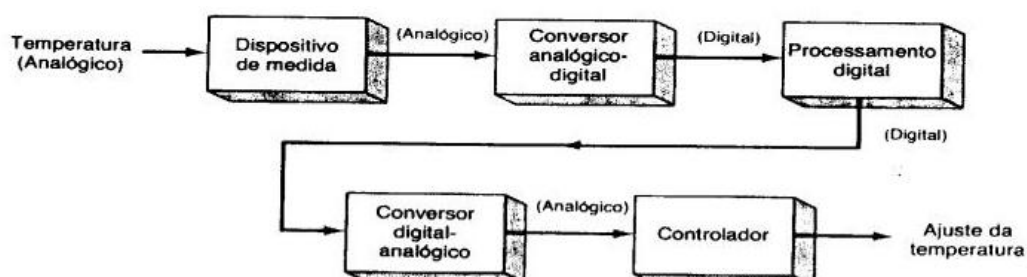 Temperatura
(Analógico)
Dispositivo
de medida
(Analógico)
Conversor
analógico-
digital
(Digital)
Processamento
digital
(Digital)
Conversor
digital-
analógico
(Analógico)
Controlador
Ajuste da
temperatura